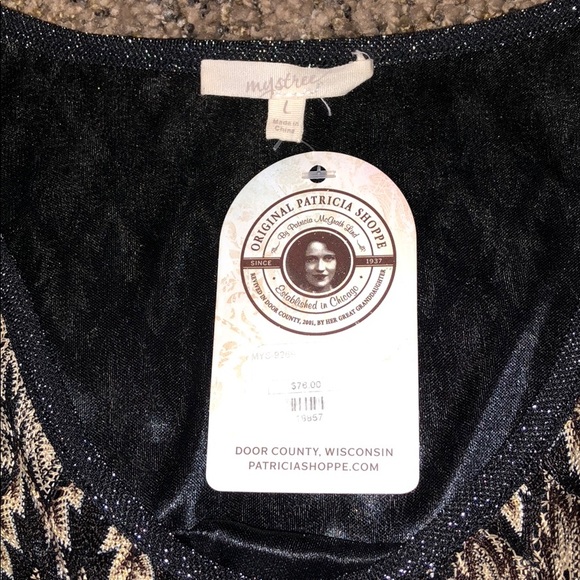 mystree
L
Made in
China
ORIGINAL PATRICIA SHOPPE
By Patricia McGrath Lind
SINCE 1937
Established in Chicago
REVIVED IN DOOR COUNTY, 2001, BY HER GREAT GRANDDAUGHTER
$76.00
19857
DOOR COUNTY, WISCONSIN
PATRICIASHOPPE.COM